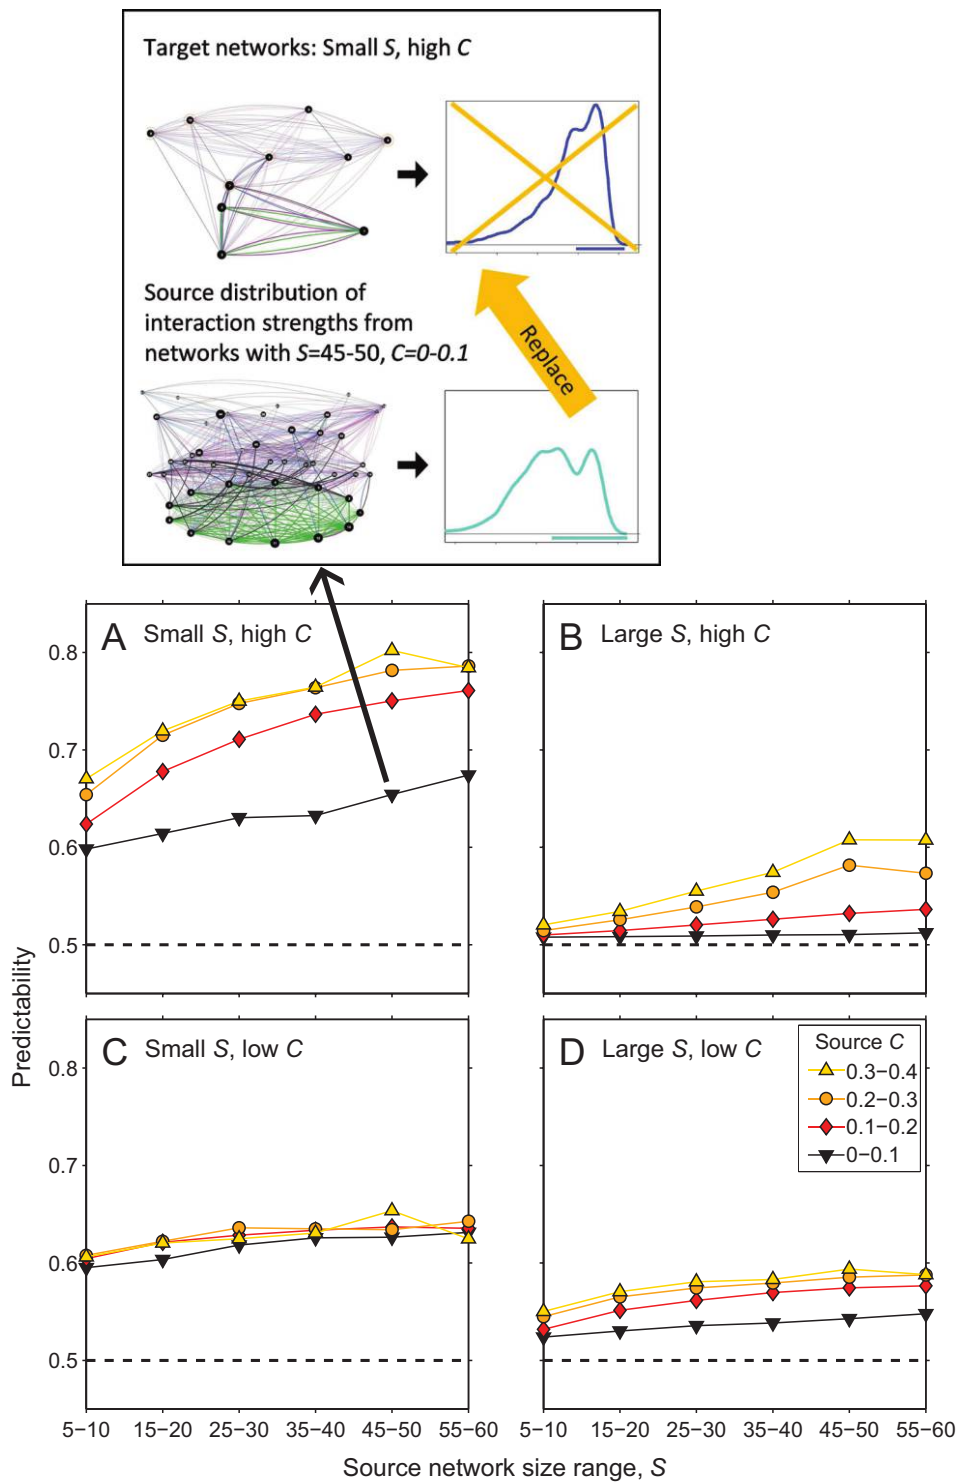 Target networks: Small S, high C
Source distribution of
interaction strengths from
networks with S=45-50, C=0-0.1
Replace
A Small S, high C
B Large S, high C
0.8
0.7
0.6
0.5
Predictability
C Small S, low C
D Large S, low C
Source C
0.3–0.4
0.2–0.3
0.1–0.2
0–0.1
0.8
0.7
0.6
0.5
5–10 15–20 25–30 35–40 45–50 55–60
5–10 15–20 25–30 35–40 45–50 55–60
Source network size range, S